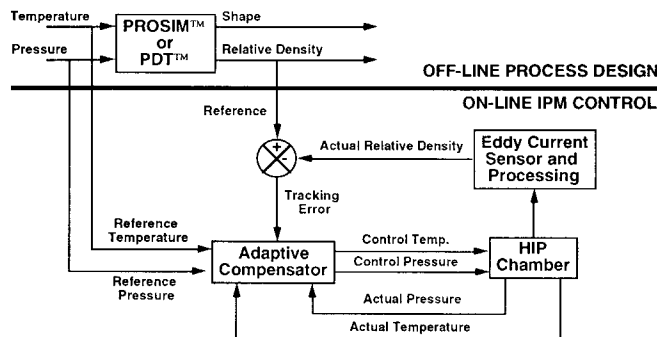 Temperature
PROSIM™
or
PDT™
Shape
Pressure
Relative Density
OFF-LINE PROCESS DESIGN
ON-LINE IPM CONTROL
Reference
+
-
Actual Relative Density
Eddy Current
Sensor and
Processing
Tracking
Error
Reference
Temperature
Adaptive
Compensator
Control Temp.
Control Pressure
HIP
Chamber
Reference
Pressure
Actual Pressure
Actual Temperature